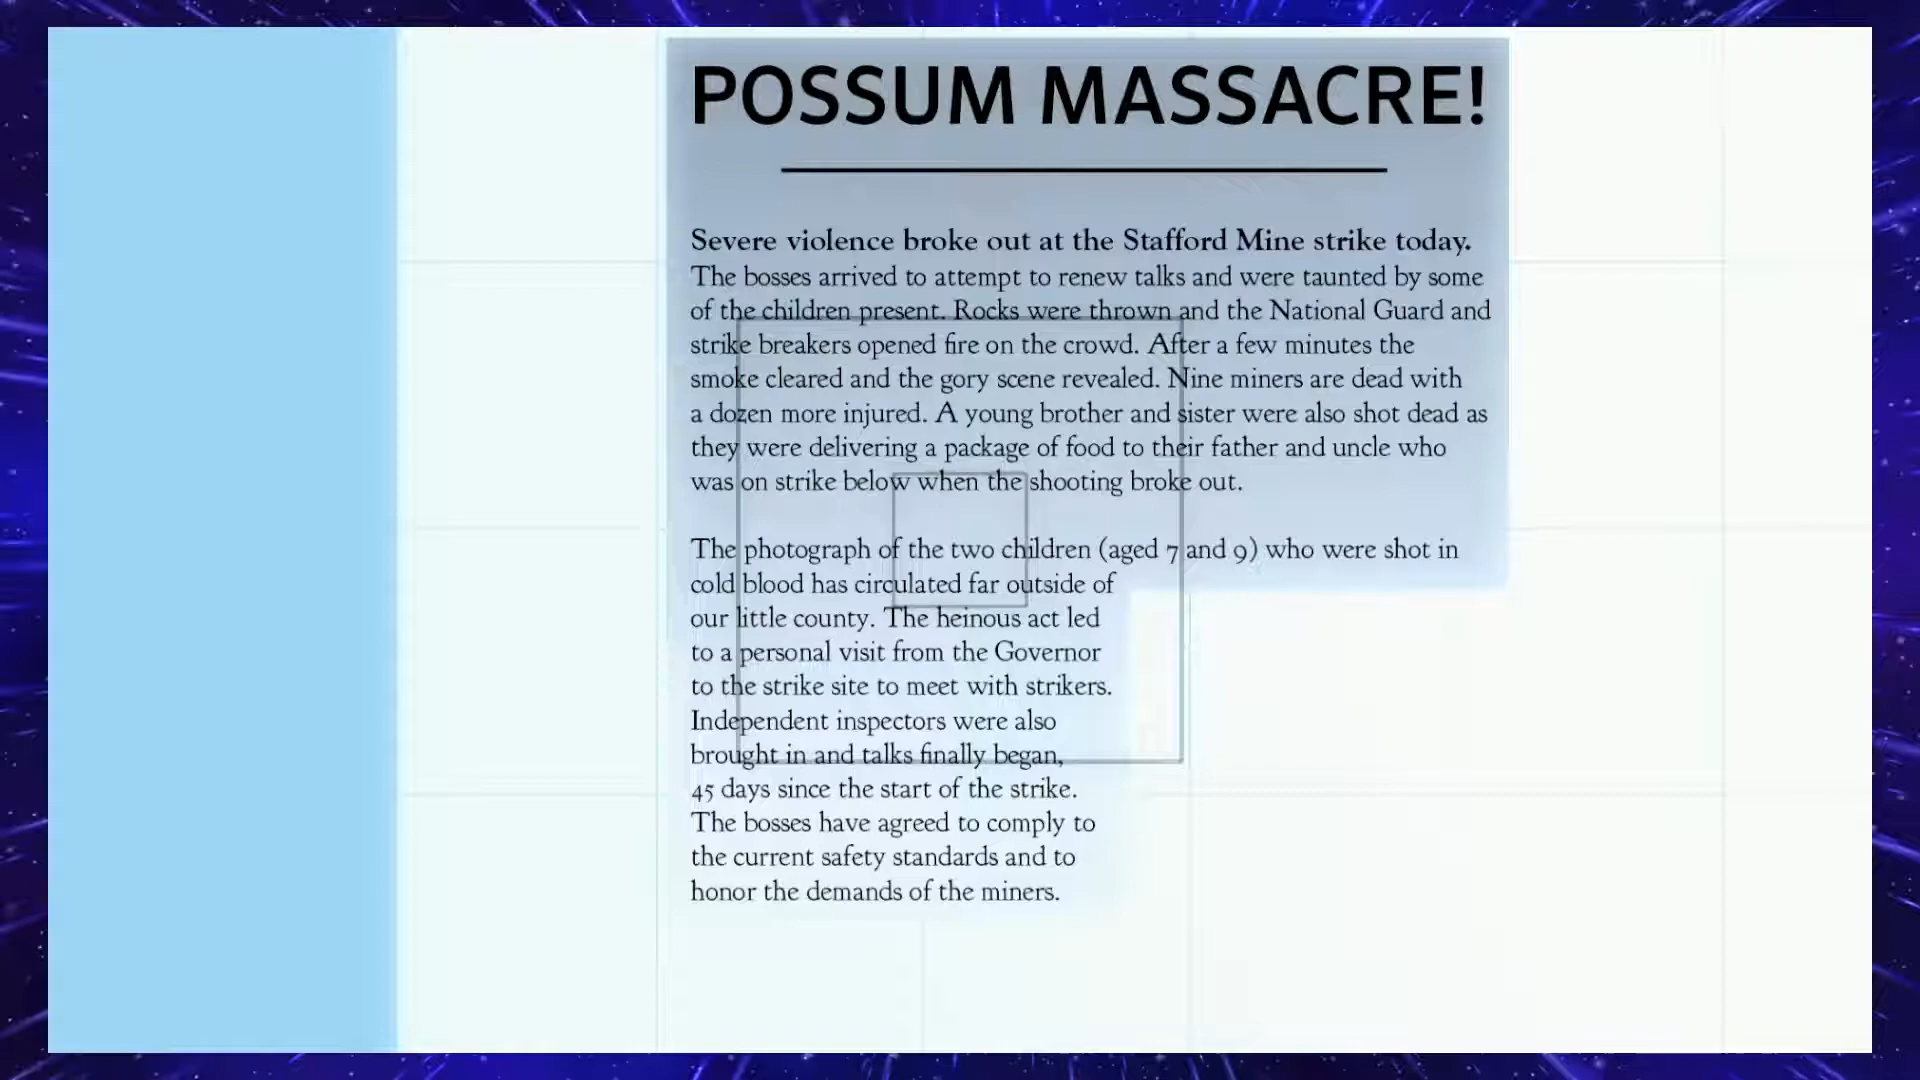 POSSUM MASSACRE!
Severe violence broke out at the Stafford Mine strike today.
The bosses arrived to attempt to renew talks and were taunted by some
of the children present. Rocks were thrown and the National Guard and
strike breakers opened fire on the crowd. After a few minutes the
smoke cleared and the gory scene revealed. Nine miners are dead with
a dozen more injured. A young brother and sister were also shot dead as
they were delivering a package of food to their father and uncle who
was on strike below when the shooting broke out.
The photograph of the two children (aged 7 and 9) who were shot in
cold blood has circulated far outside of
our little county. The heinous act led
to a personal visit from the Governor
to the strike site to meet with strikers.
Independent inspectors were also
brought in and talks finally began,
45 days since the start of the strike.
The bosses have agreed to comply to
the current safety standards and to
honor the demands of the miners.